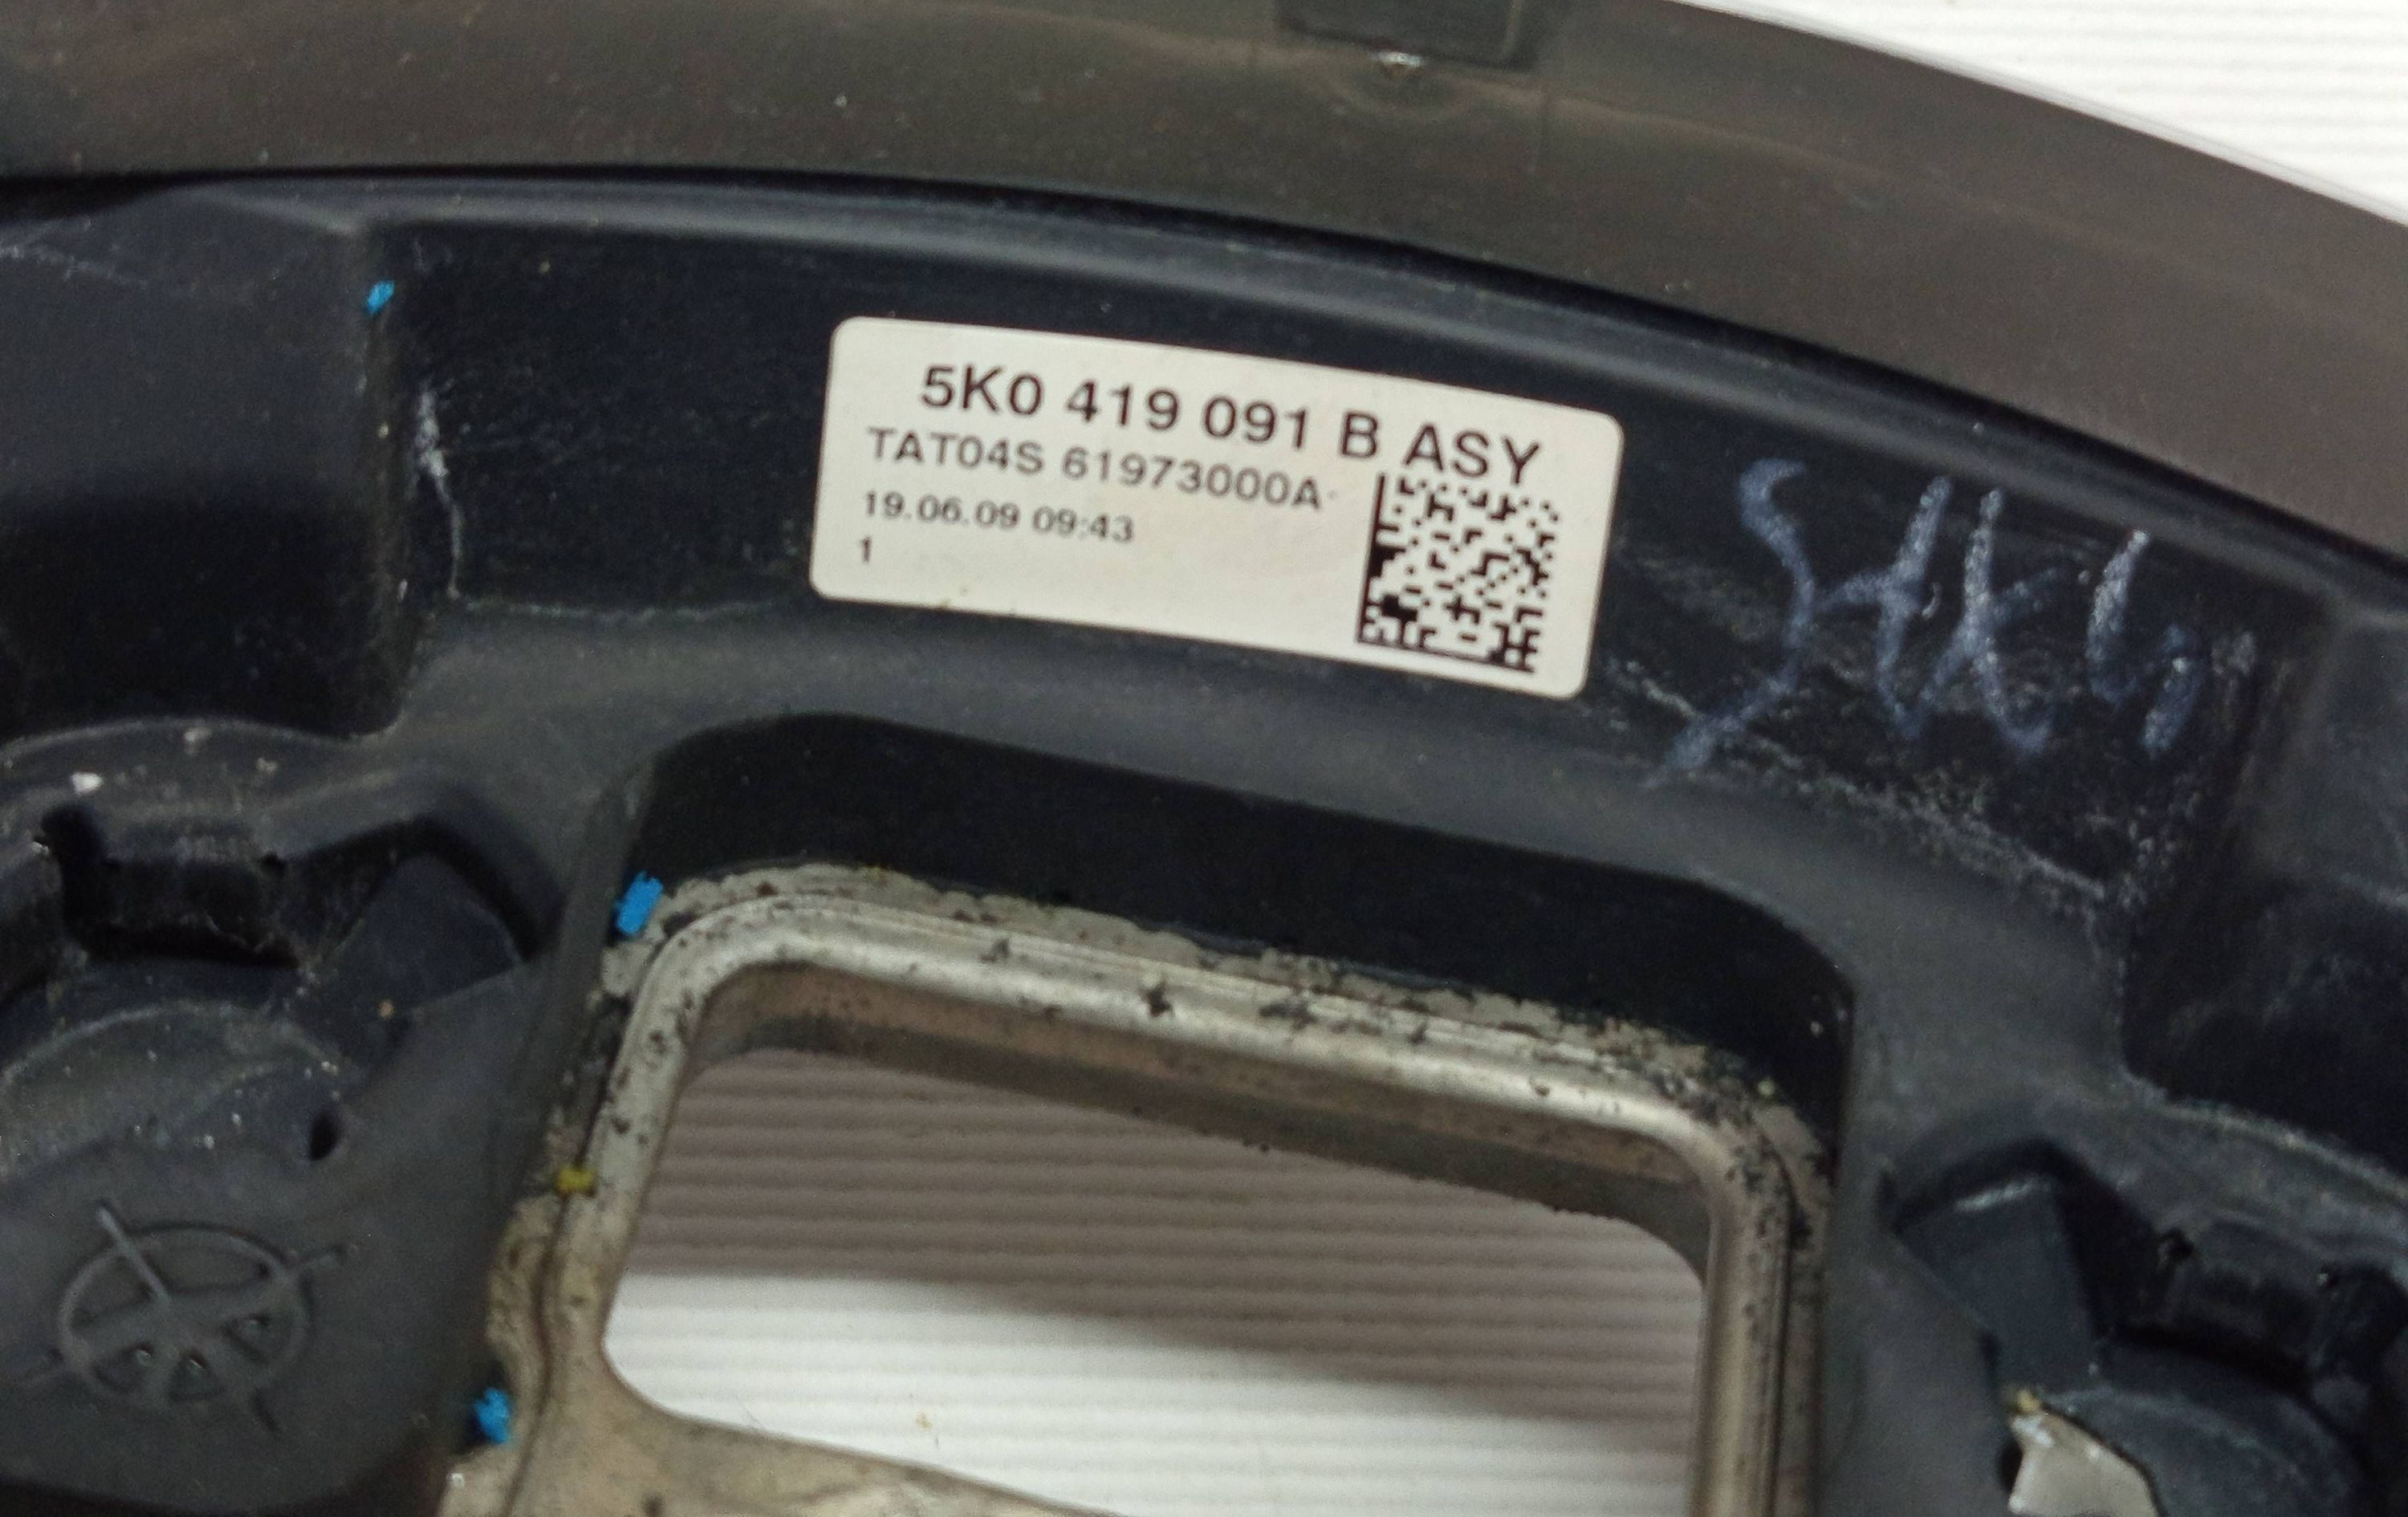 5K0 419 091 B ASY
TAT04S 61973000A
19.06.09 09:43
1